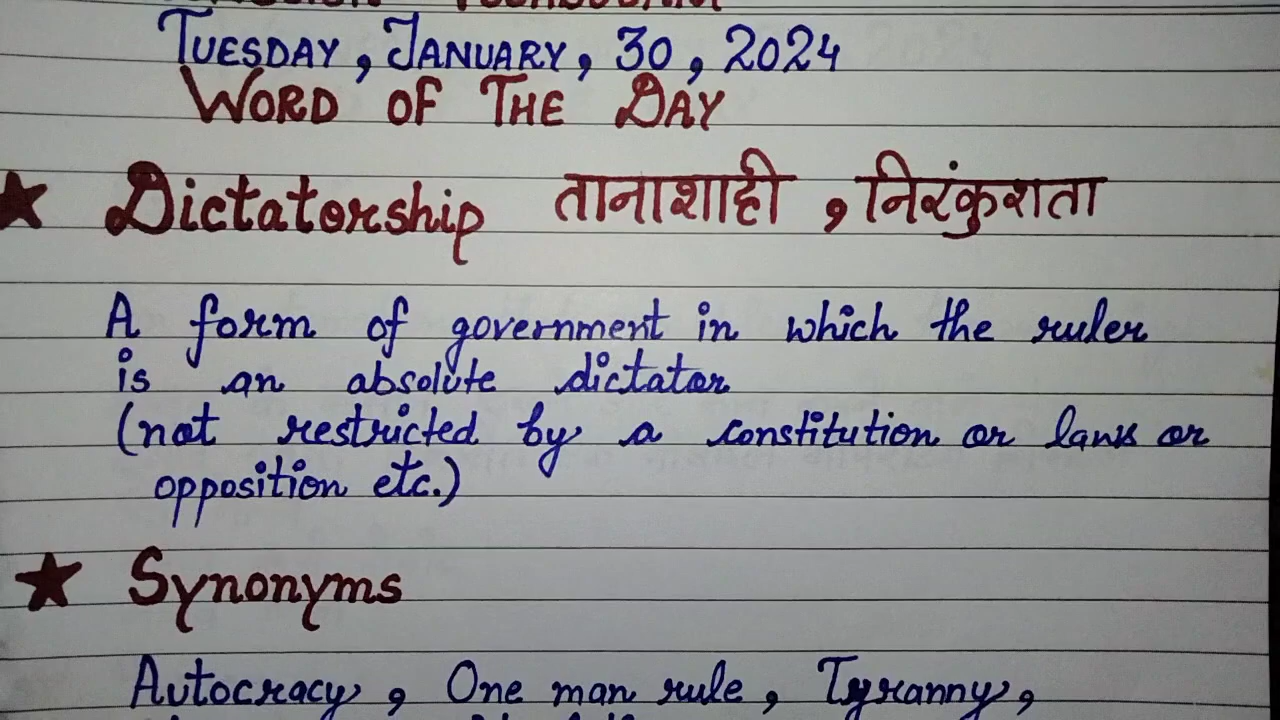 TUESDAY, JANUARY, 30, 2024
WORD OF THE DAY
★ Dictatorship तानाशाही, निरंकुशता
A form of government in which the ruler
is an absolute dictator
(not restricted by a constitution or laws or
opposition etc.)
★ Synonyms
Autocracy, One man rule, Tyranny,